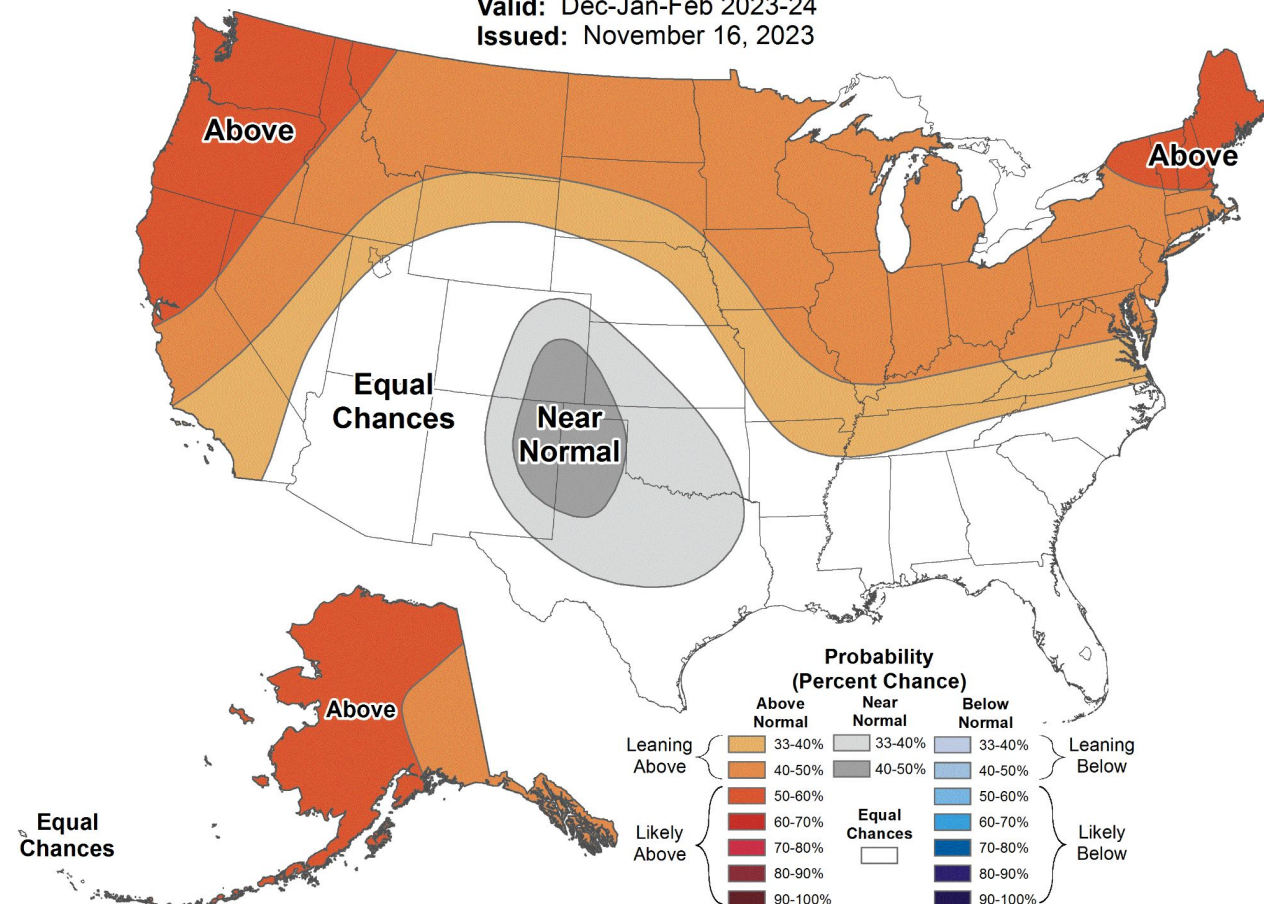 Valid: Dec-Jan-Feb 2023-24
Issued: November 16, 2023
Above
Above
Equal
Chances
Near
Normal
Above
Equal
Chances
Probability
(Percent Chance)
Above
Normal
Near
Normal
Below
Normal
Leaning
Above
33-40%
33-40%
33-40%
Leaning
Below
40-50%
40-50%
40-50%
Likely
Above
50-60%
50-60%
60-70%
60-70%
Equal
Chances
70-80%
70-80%
80-90%
80-90%
90-100%
90-100%
Likely
Below